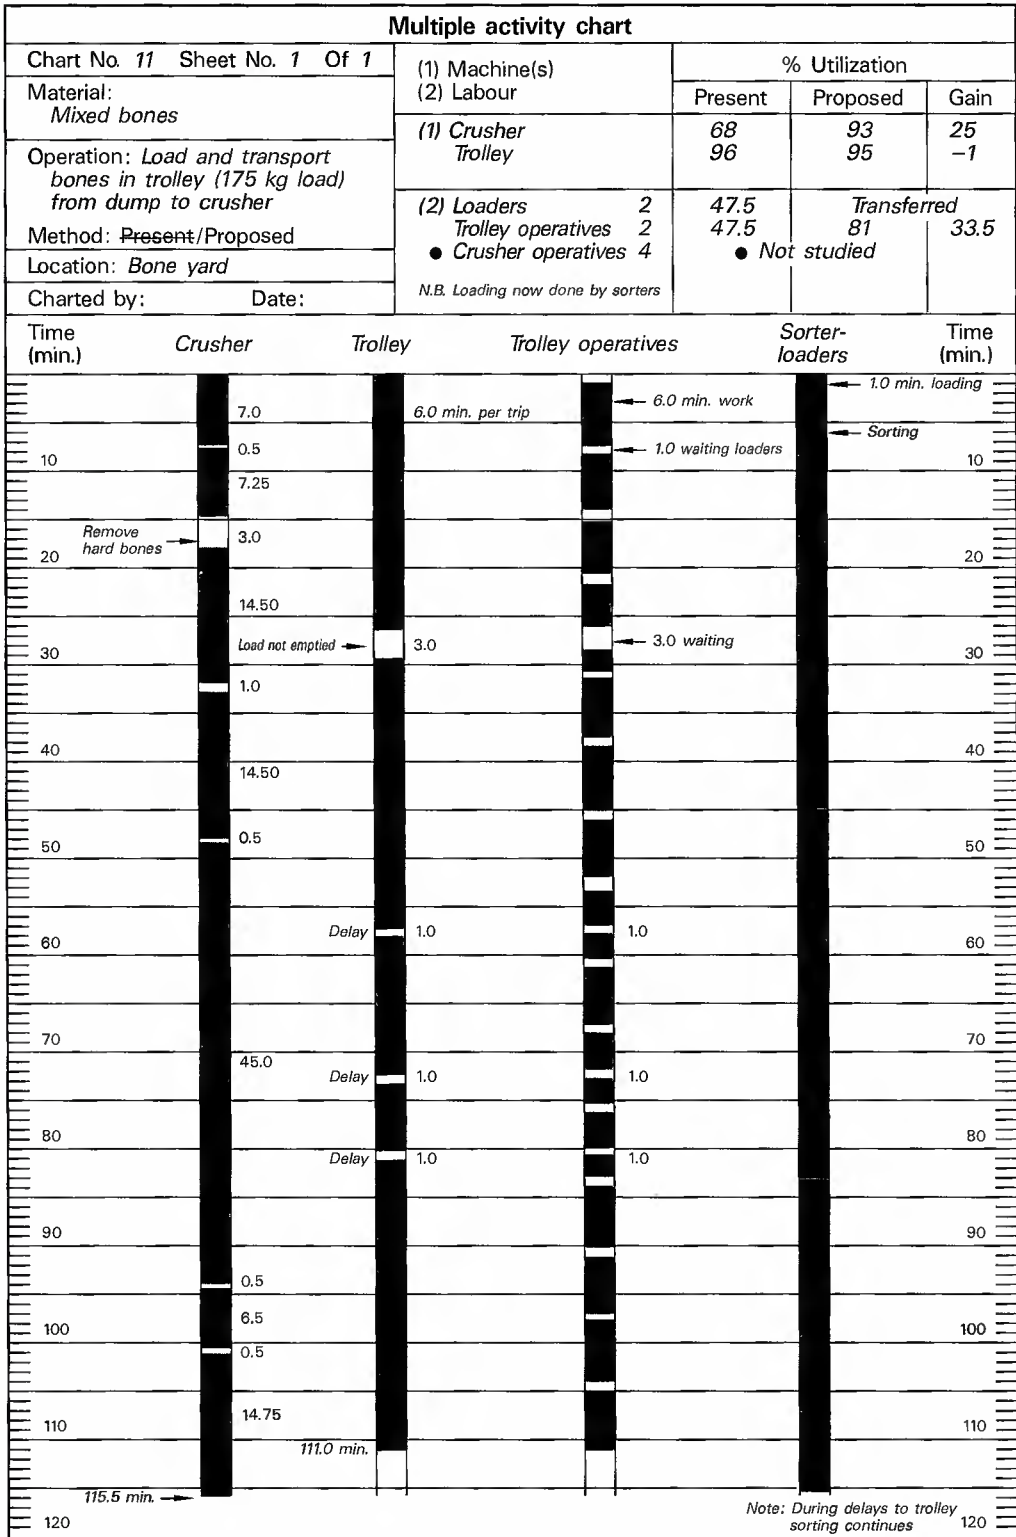 Multiple activity chart
Chart No. 11 Sheet No. 1 Of 1
Material:
Mixed bones
Operation: Load and transport
bones in trolley (175 kg load)
from dump to crusher
Method: Present/Proposed
Location: Bone yard
Charted by: Date:
(1) Machine(s)
(2) Labour
% Utilization
Present Proposed Gain
(1) Crusher 68 93 25
Trolley 96 95 −1
(2) Loaders 2 47.5 Transferred
Trolley operatives 2 47.5 81 33.5
● Crusher operatives 4 ● Not studied
N.B. Loading now done by sorters
Time
(min.)
Crusher
Trolley
Trolley operatives
Sorter-
loaders
Time
(min.)
1.0 min. loading
7.0 6.0 min. per trip 6.0 min. work
Sorting
0.5 1.0 waiting loaders
10 10
7.25
Remove
hard bones
3.0
20 20
14.50
Load not emptied 3.0 3.0 waiting
30 30
1.0
40 40
14.50
0.5
50 50
Delay 1.0 1.0
60 60
70 70
45.0
Delay 1.0 1.0
80 80
Delay 1.0 1.0
90 90
0.5
6.5
100 100
0.5
14.75
110 110
111.0 min.
115.5 min.
Note: During delays to trolley
sorting continues
120 120